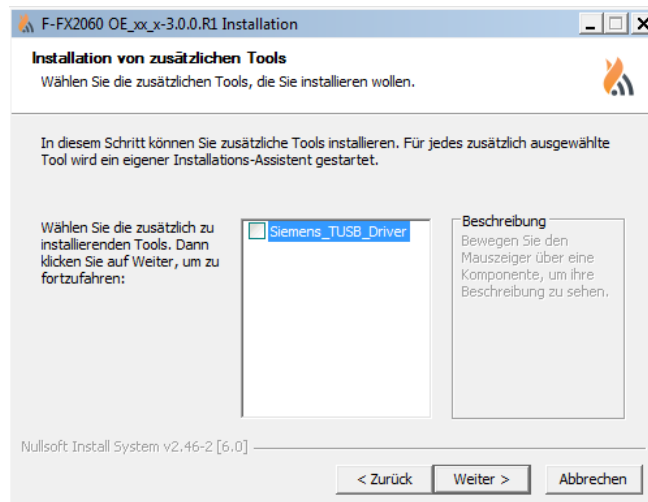 F-FX2060 OE_xx_x-3.0.0.R1 Installation
Installation von zusätzlichen Tools
Wählen Sie die zusätzlichen Tools, die Sie installieren wollen.
In diesem Schritt können Sie zusätzliche Tools installieren. Für jedes zusätzlich ausgewählte
Tool wird ein eigener Installations-Assistent gestartet.
Wählen Sie die zusätzlich zu
installierenden Tools. Dann
klicken Sie auf Weiter, um zu
fortzufahren:
Siemens_TUSB_Driver
Beschreibung
Bewegen Sie den
Mauszeiger über eine
Komponente, um ihre
Beschreibung zu sehen.
Nullsoft Install System v2.46-2 [6.0]
< Zurück
Weiter >
Abbrechen